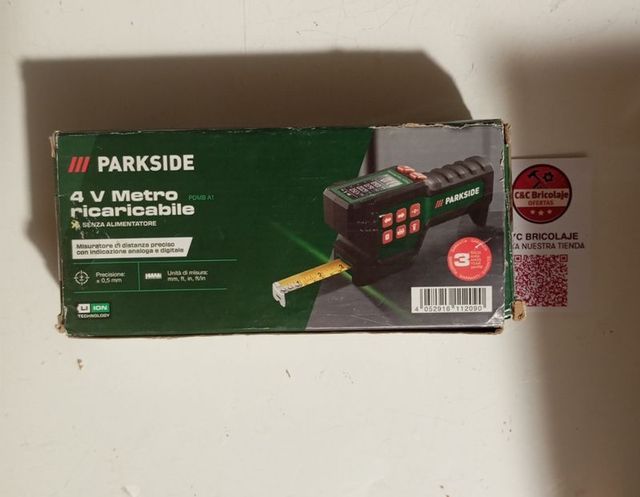 /// PARKSIDE
4 V Metro PDMB A1
ricaricabile
SENZA ALIMENTATORE
Misuratore di distanza preciso
con indicazione analoga e digitale
Precisione:
± 0,5 mm
Unità di misura:
mm, ft, in, ft/in
LI ION
TECHNOLOGY
/// PARKSIDE
3
4 052916 112090
C&C Bricolaje
OFERTAS
'C BRICOLAJE
A NUESTRA TIENDA